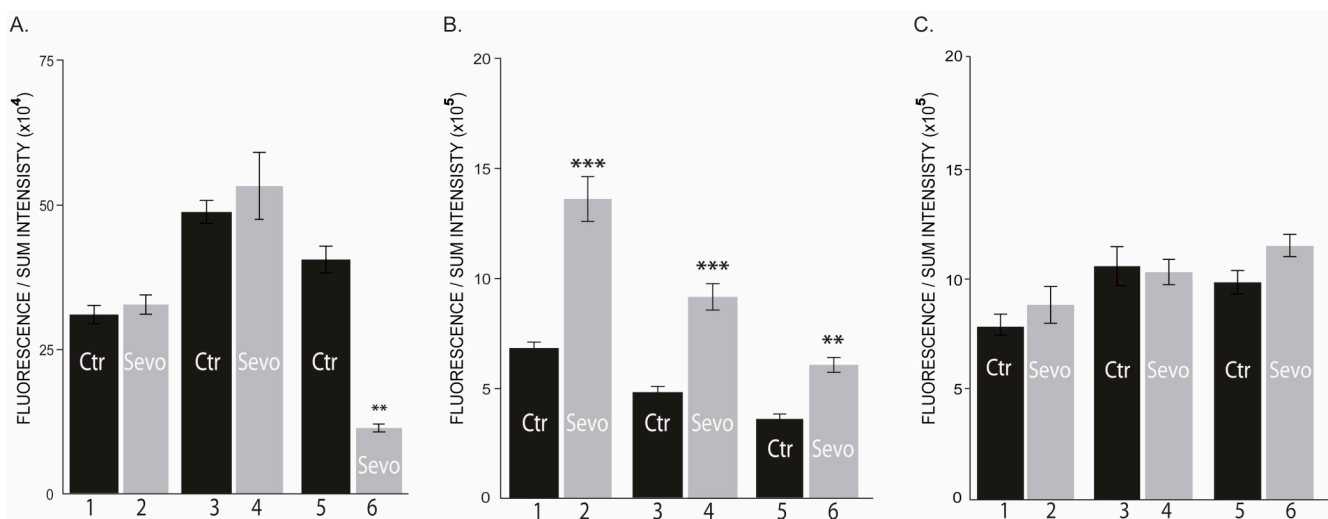 A.
FLUORESCENCE / SUM INTENSISTY (x10⁴)
75
50
25
0
Ctr
Sevo
Ctr
Sevo
Ctr
**
Sevo
1 2 3 4 5 6
B.
FLUORESCENCE / SUM INTENSISTY (x10⁵)
20
15
10
5
0
***
***
**
Ctr
Sevo
Ctr
Sevo
Ctr
Sevo
1 2 3 4 5 6
C.
FLUORESCENCE / SUM INTENSISTY (x10⁵)
20
15
10
5
0
Ctr
Sevo
Ctr
Sevo
Ctr
Sevo
1 2 3 4 5 6